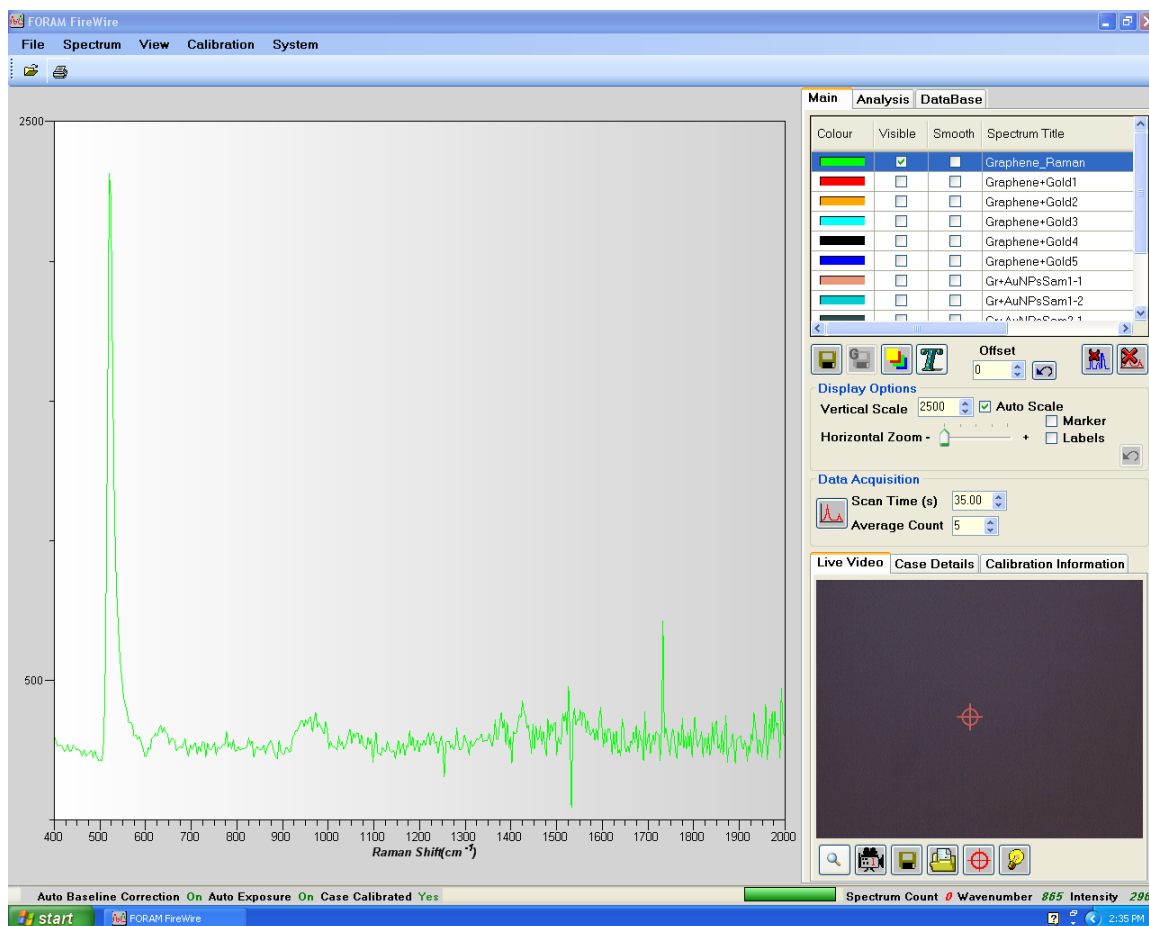 FORAM FireWire
File Spectrum View Calibration System
Main Analysis DataBase
Colour Visible Smooth Spectrum Title
Graphene_Raman
Graphene+Gold1
Graphene+Gold2
Graphene+Gold3
Graphene+Gold4
Graphene+Gold5
Gr+AuNPsSam1-1
Gr+AuNPsSam1-2
Offset
0
Display Options
Vertical Scale 2500 Auto Scale
Marker
Horizontal Zoom - + Labels
Data Acquisition
Scan Time (s) 35.00
Average Count 5
Live Video Case Details Calibration Information
2500
500
400 500 600 700 800 900 1000 1100 1200 1300 1400 1500 1600 1700 1800 1900 2000
Raman Shift(cm⁻¹)
Auto Baseline Correction On Auto Exposure On Case Calibrated Yes
Spectrum Count 0 Wavenumber 865 Intensity 296
start FORAM FireWire 2:35 PM